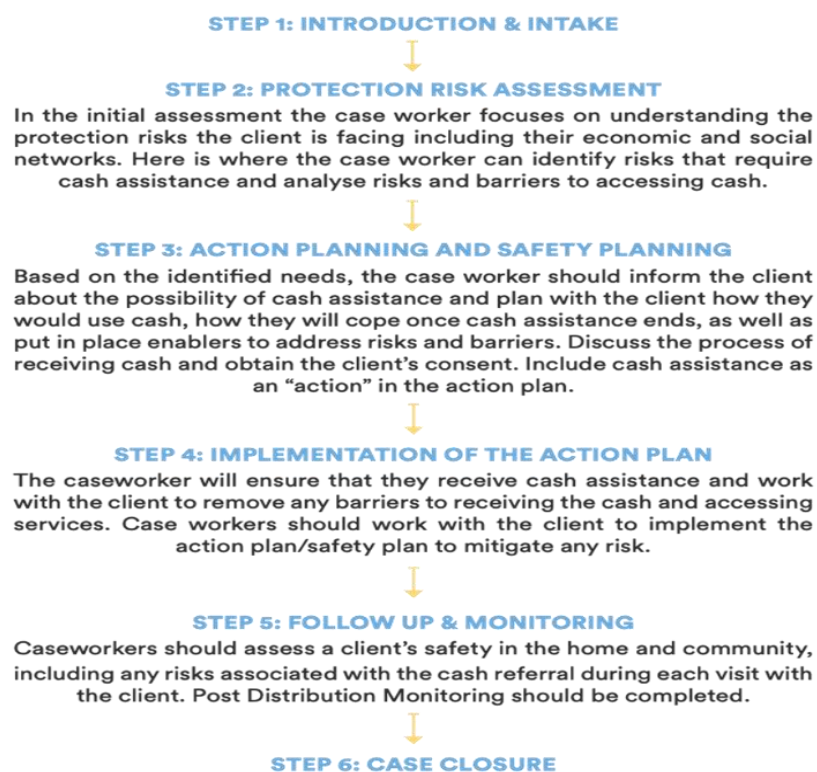 STEP 1: INTRODUCTION & INTAKE
STEP 2: PROTECTION RISK ASSESSMENT
In the initial assessment the case worker focuses on understanding the
protection risks the client is facing including their economic and social
networks. Here is where the case worker can identify risks that require
cash assistance and analyse risks and barriers to accessing cash.
STEP 3: ACTION PLANNING AND SAFETY PLANNING
Based on the identified needs, the case worker should inform the client
about the possibility of cash assistance and plan with the client how they
would use cash, how they will cope once cash assistance ends, as well as
put in place enablers to address risks and barriers. Discuss the process of
receiving cash and obtain the client's consent. Include cash assistance as
an “action” in the action plan.
STEP 4: IMPLEMENTATION OF THE ACTION PLAN
The caseworker will ensure that they receive cash assistance and work
with the client to remove any barriers to receiving the cash and accessing
services. Case workers should work with the client to implement the
action plan/safety plan to mitigate any risk.
STEP 5: FOLLOW UP & MONITORING
Caseworkers should assess a client's safety in the home and community,
including any risks associated with the cash referral during each visit with
the client. Post Distribution Monitoring should be completed.
STEP 6: CASE CLOSURE